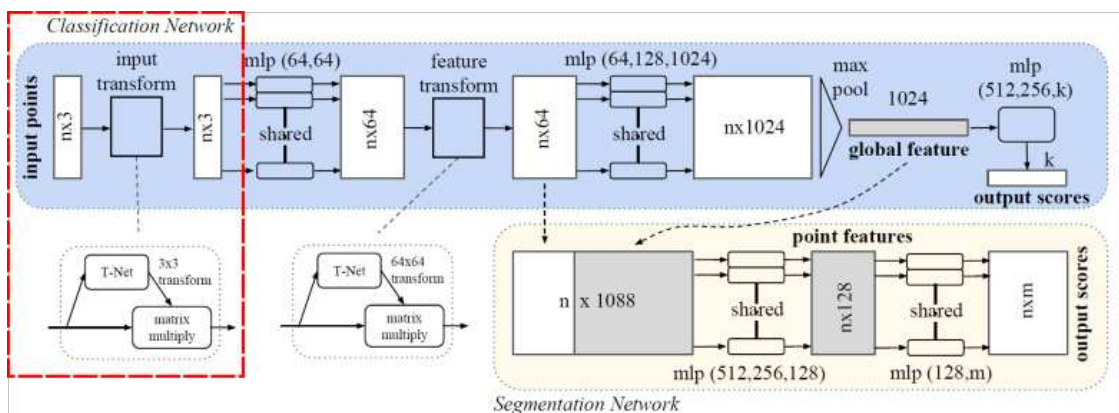 Classification Network
input
transform
mlp (64,64)
feature
transform
mlp (64,128,1024)
max
pool
1024
mlp
(512,256,k)
input points
nx3
nx3
shared
nx64
nx64
shared
nx1024
global feature
k
output scores
T-Net
3x3
transform
matrix
multiply
T-Net
64x64
transform
matrix
multiply
point features
n x 1088
shared
nx128
shared
nxm
output scores
mlp (512,256,128)
mlp (128,m)
Segmentation Network